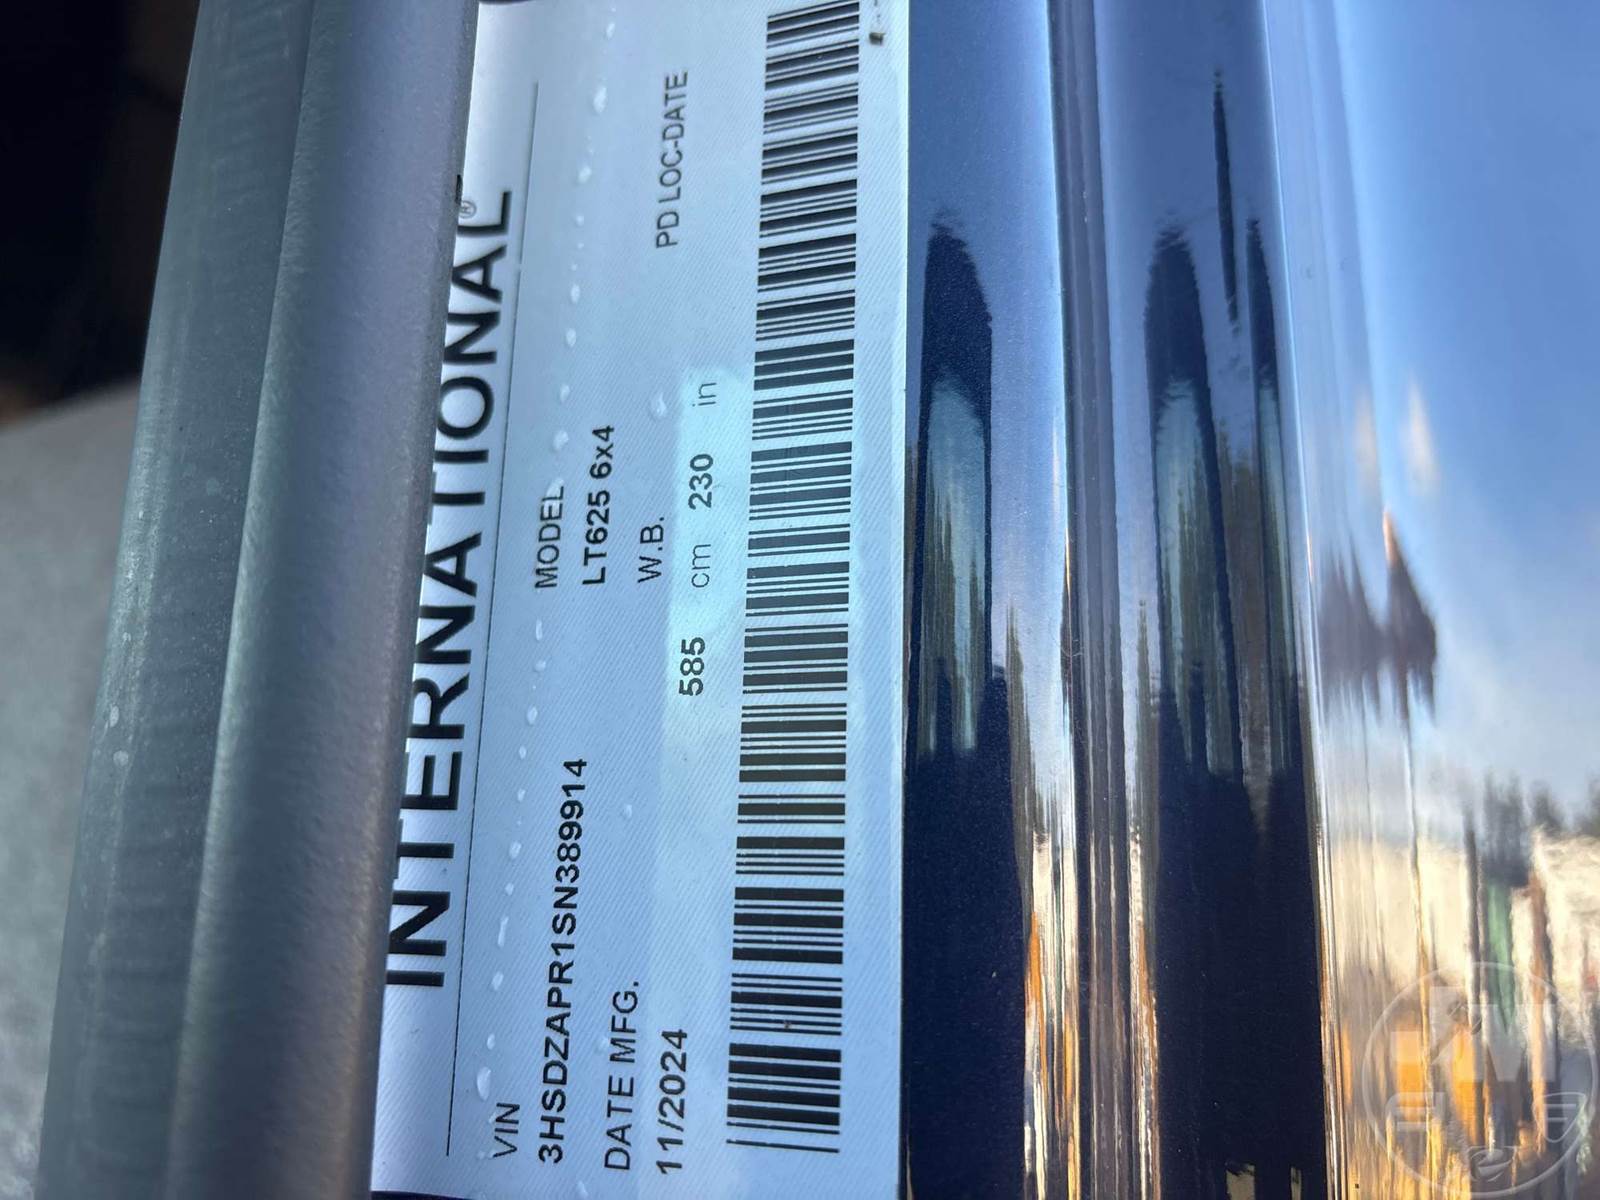 INTERNATIONAL®
VIN MODEL
3HSDZAPR1SN389914 LT625 6x4
DATE MFG. W.B. PD LOC-DATE
11/2024 585 cm 230 in